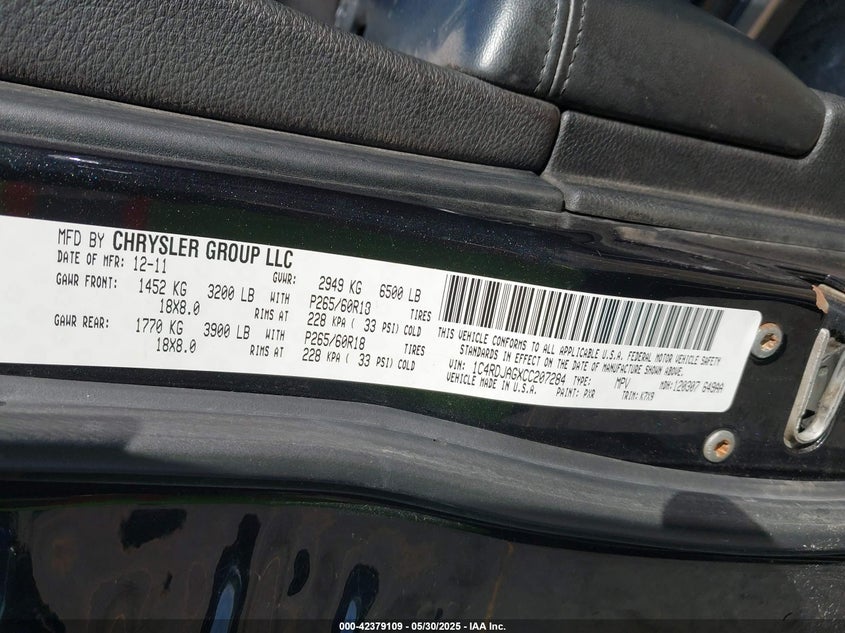 MFD BY CHRYSLER GROUP LLC
DATE OF MFR: 12-11 GVWR: 2949 KG 6500 LB
GAWR FRONT: 1452 KG 3200 LB WITH P265/60R18 TIRES
18X8.0 RIMS AT 228 KPA ( 33 PSI) COLD
GAWR REAR: 1770 KG 3900 LB WITH P265/60R18 TIRES
18X8.0 RIMS AT 228 KPA ( 33 PSI) COLD
THIS VEHICLE CONFORMS TO ALL APPLICABLE U.S.A. FEDERAL MOTOR VEHICLE SAFETY
STANDARDS IN EFFECT ON THE DATE OF MANUFACTURE SHOWN ABOVE.
VIN: 1C4RDJAGXCC207284 TYPE: MPV MDH: 120307 649AA
VEHICLE MADE IN U.S.A. PAINT: PXR TRIM: K7X9
000-42379109 - 05/30/2025 - IAA Inc.